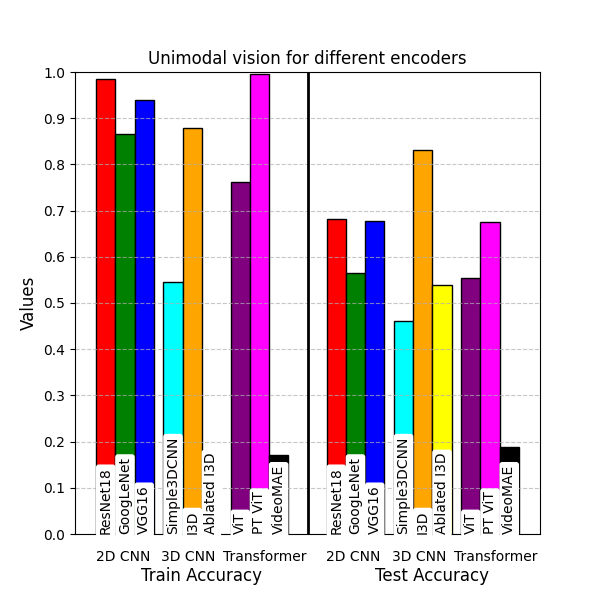 Unimodal vision for different encoders
Values
1.0
0.9
0.8
0.7
0.6
0.5
0.4
0.3
0.2
0.1
0.0
ResNet18
GoogLeNet
VGG16
Simple3DCNN
I3D
Ablated I3D
ViT
PT ViT
VideoMAE
ResNet18
GoogLeNet
VGG16
Simple3DCNN
I3D
Ablated I3D
ViT
PT ViT
VideoMAE
2D CNN 3D CNN Transformer 2D CNN 3D CNN Transformer
Train Accuracy Test Accuracy